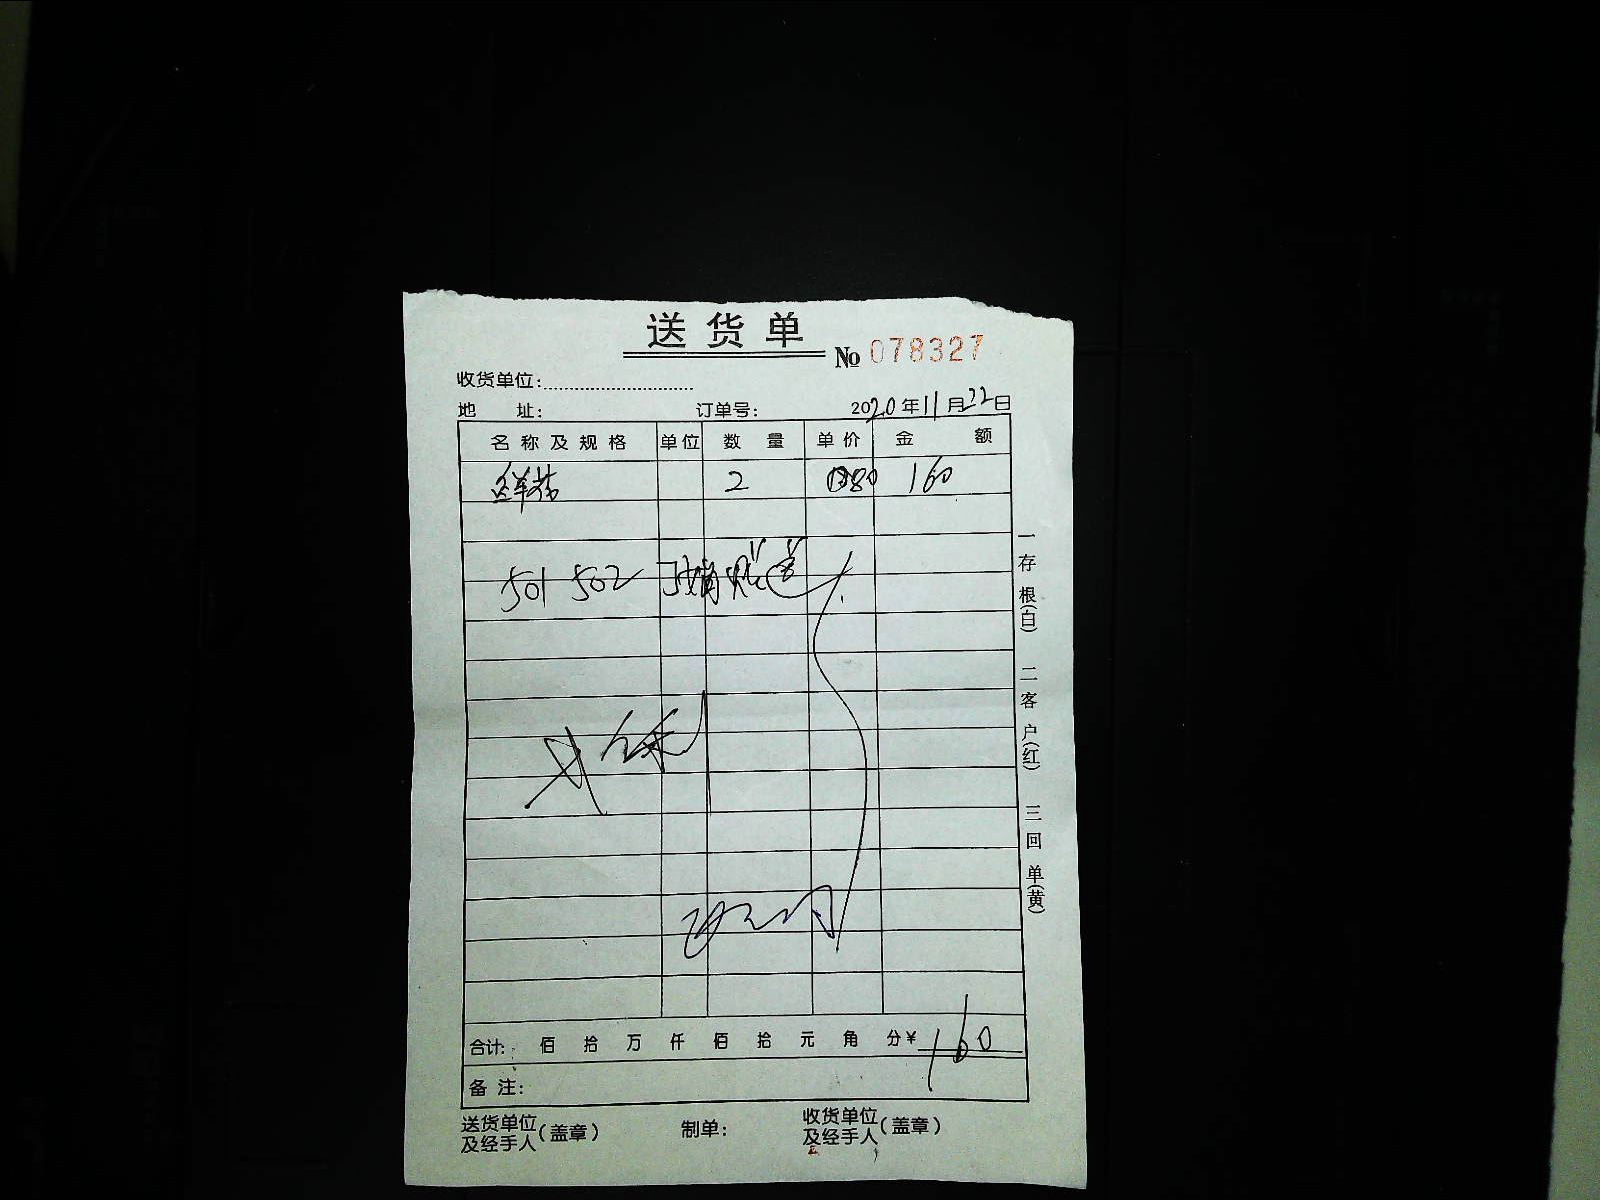 送货单
№ 078327
收货单位:
地 址: 订单号: 2020年11月22日
名称及规格 单位 数量 单价 金额
2 80 160
501 502 赠送
合计: 佰 拾 万 仟 佰 拾 元 角 分 ¥ 160
备注:
送货单位及经手人(盖章) 制单: 收货单位及经手人(盖章)
一存根(白) 二客户(红) 三回单(黄)